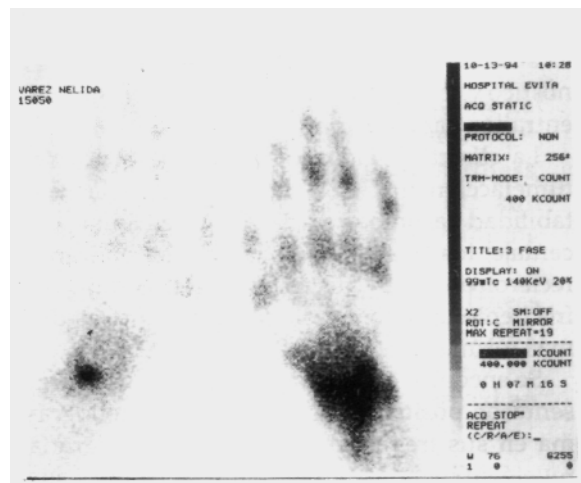 VAREZ NELIDA
15050
10-13-94 10:28
HOSPITAL EVITA
ACQ STATIC
PROTOCOL: NON
MATRIX: 256²
TRM-MODE: COUNT
400 KCOUNT
TITLE:3 FASE
DISPLAY: ON
99mTc 140KeV 20%
X2 SM:OFF
ROT:C MIRROR
MAX REPEAT=19
KCOUNT
400.000 KCOUNT
0 H 07 M 16 S
ACQ STOP"
REPEAT
(C/R/A/E):_
W 76 6255
1 0 0